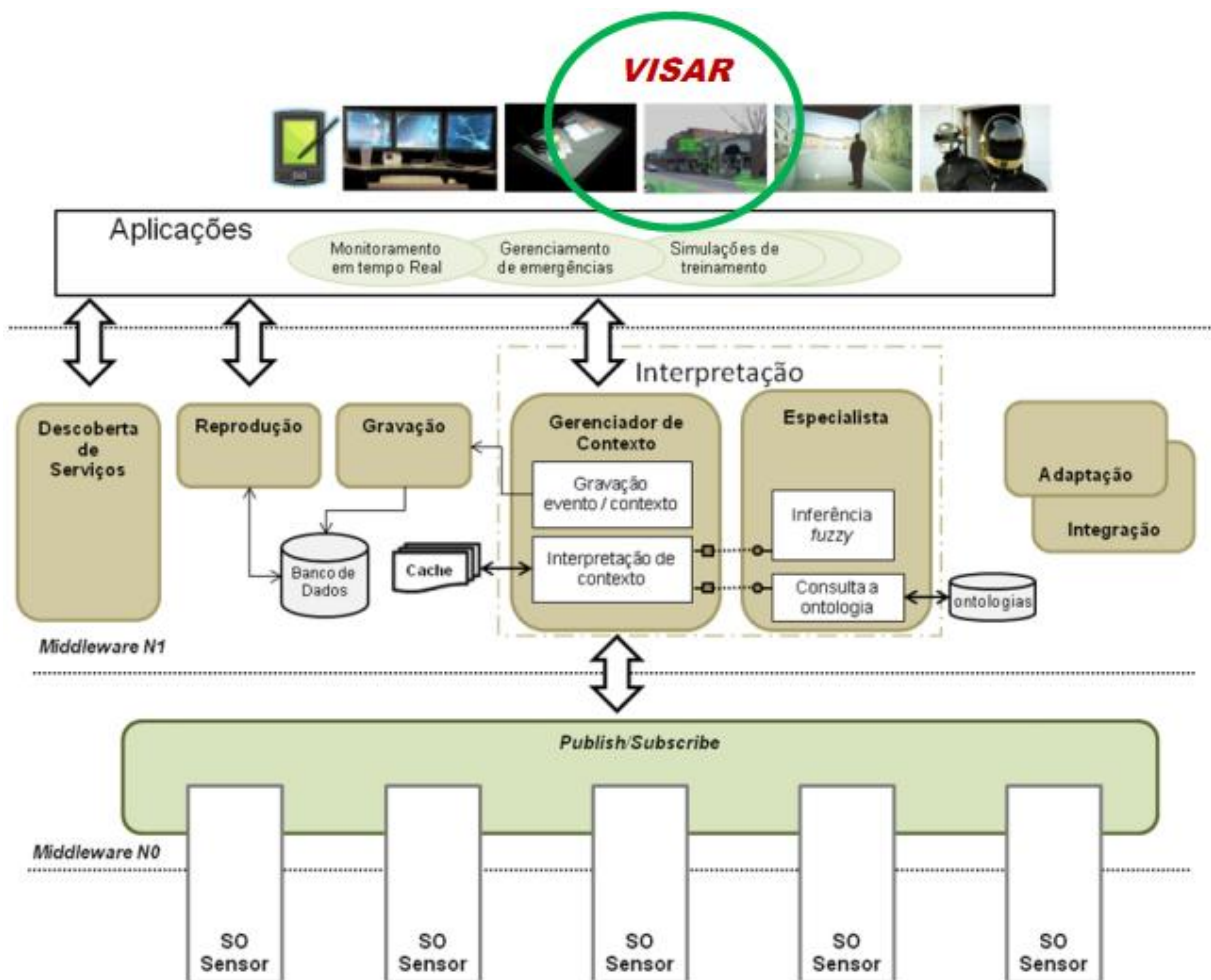 VISAR
Aplicações
Monitoramento
em tempo Real
Gerenciamento
de emergências
Simulações de
treinamento
Interpretação
Descoberta
de
Serviços
Reprodução
Gravação
Gerenciador de
Contexto
Especialista
Gravação
evento / contexto
Inferência
fuzzy
Adaptação
Integração
Banco de
Dados
Cache
Interpretação de
contexto
Consulta a
ontologia
ontologias
Middleware N1
Publish/Subscribe
Middleware N0
SO
Sensor
SO
Sensor
SO
Sensor
SO
Sensor
SO
Sensor